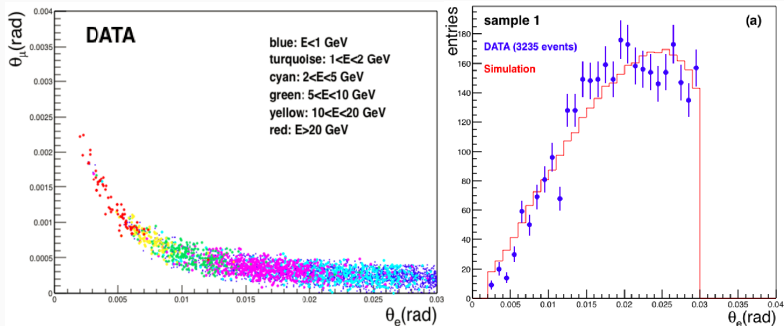 DATA
blue: E<1 GeV
turquoise: 1<E<2 GeV
cyan: 2<E<5 GeV
green: 5<E<10 GeV
yellow: 10<E<20 GeV
red: E>20 GeV
θμ(rad)
0.004
0.0035
0.003
0.0025
0.002
0.0015
0.001
0.0005
0
0 0.005 0.01 0.015 0.02 0.025 0.03
θe(rad)
sample 1
(a)
DATA (3235 events)
Simulation
entries
180
160
140
120
100
80
60
40
20
0
0 0.005 0.01 0.015 0.02 0.025 0.03 0.035 0.04
θe(rad)